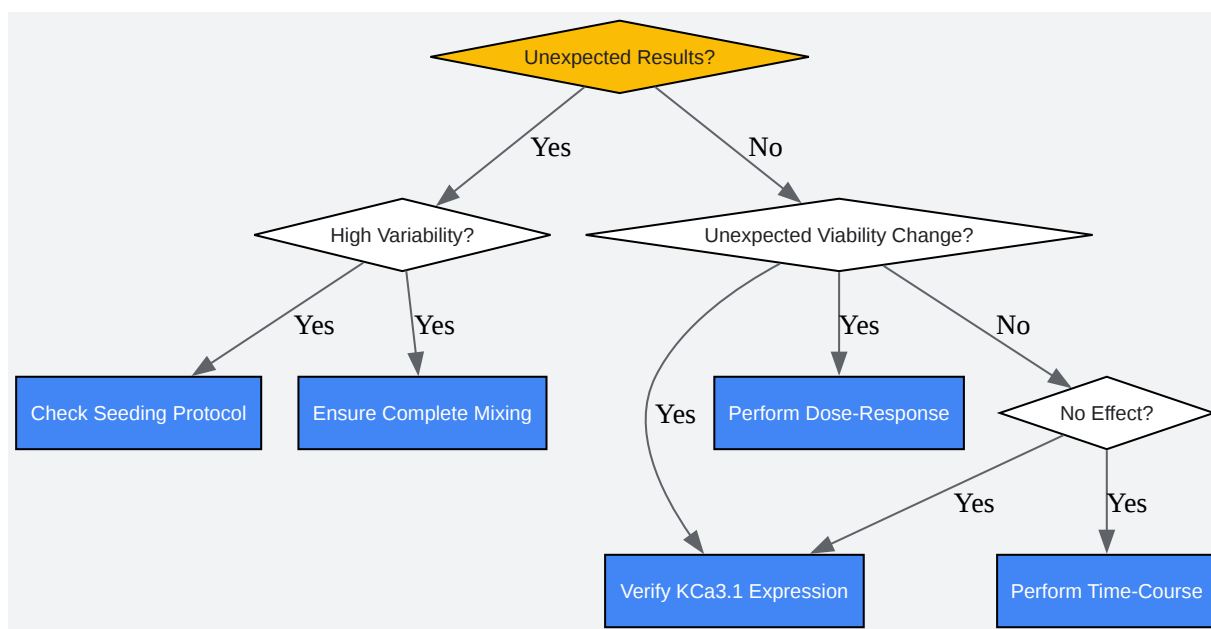 Unexpected Results?
Yes
No
High Variability?
Unexpected Viability Change?
Yes
Yes
Yes
No
Check Seeding Protocol
Ensure Complete Mixing
Perform Dose-Response
No Effect?
Yes
Yes
Yes
Verify KCa3.1 Expression
Perform Time-Course